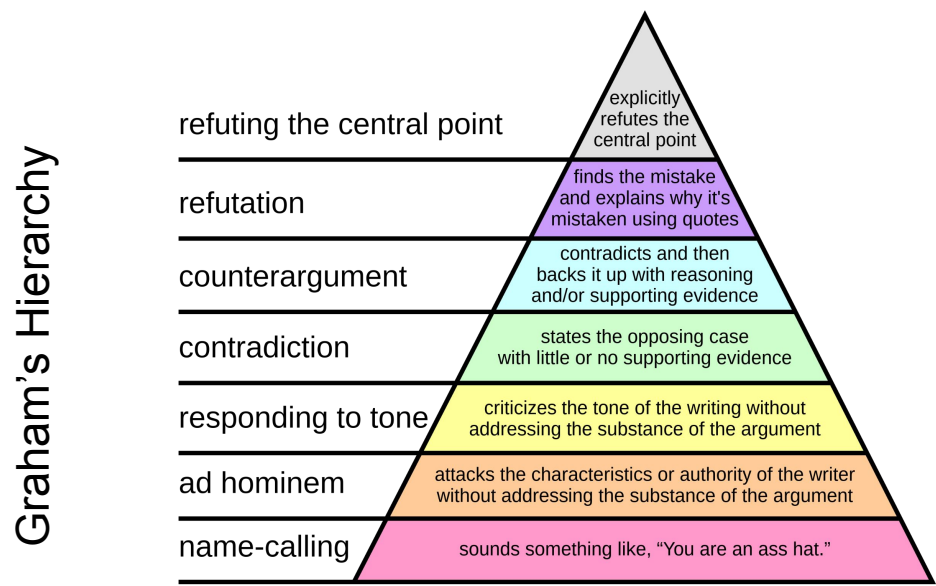 Graham’s Hierarchy
refuting the central point
explicitly
refutes the
central point
refutation
finds the mistake
and explains why it's
mistaken using quotes
counterargument
contradicts and then
backs it up with reasoning
and/or supporting evidence
contradiction
states the opposing case
with little or no supporting evidence
responding to tone
criticizes the tone of the writing without
addressing the substance of the argument
ad hominem
attacks the characteristics or authority of the writer
without addressing the substance of the argument
name-calling
sounds something like, “You are an ass hat.”